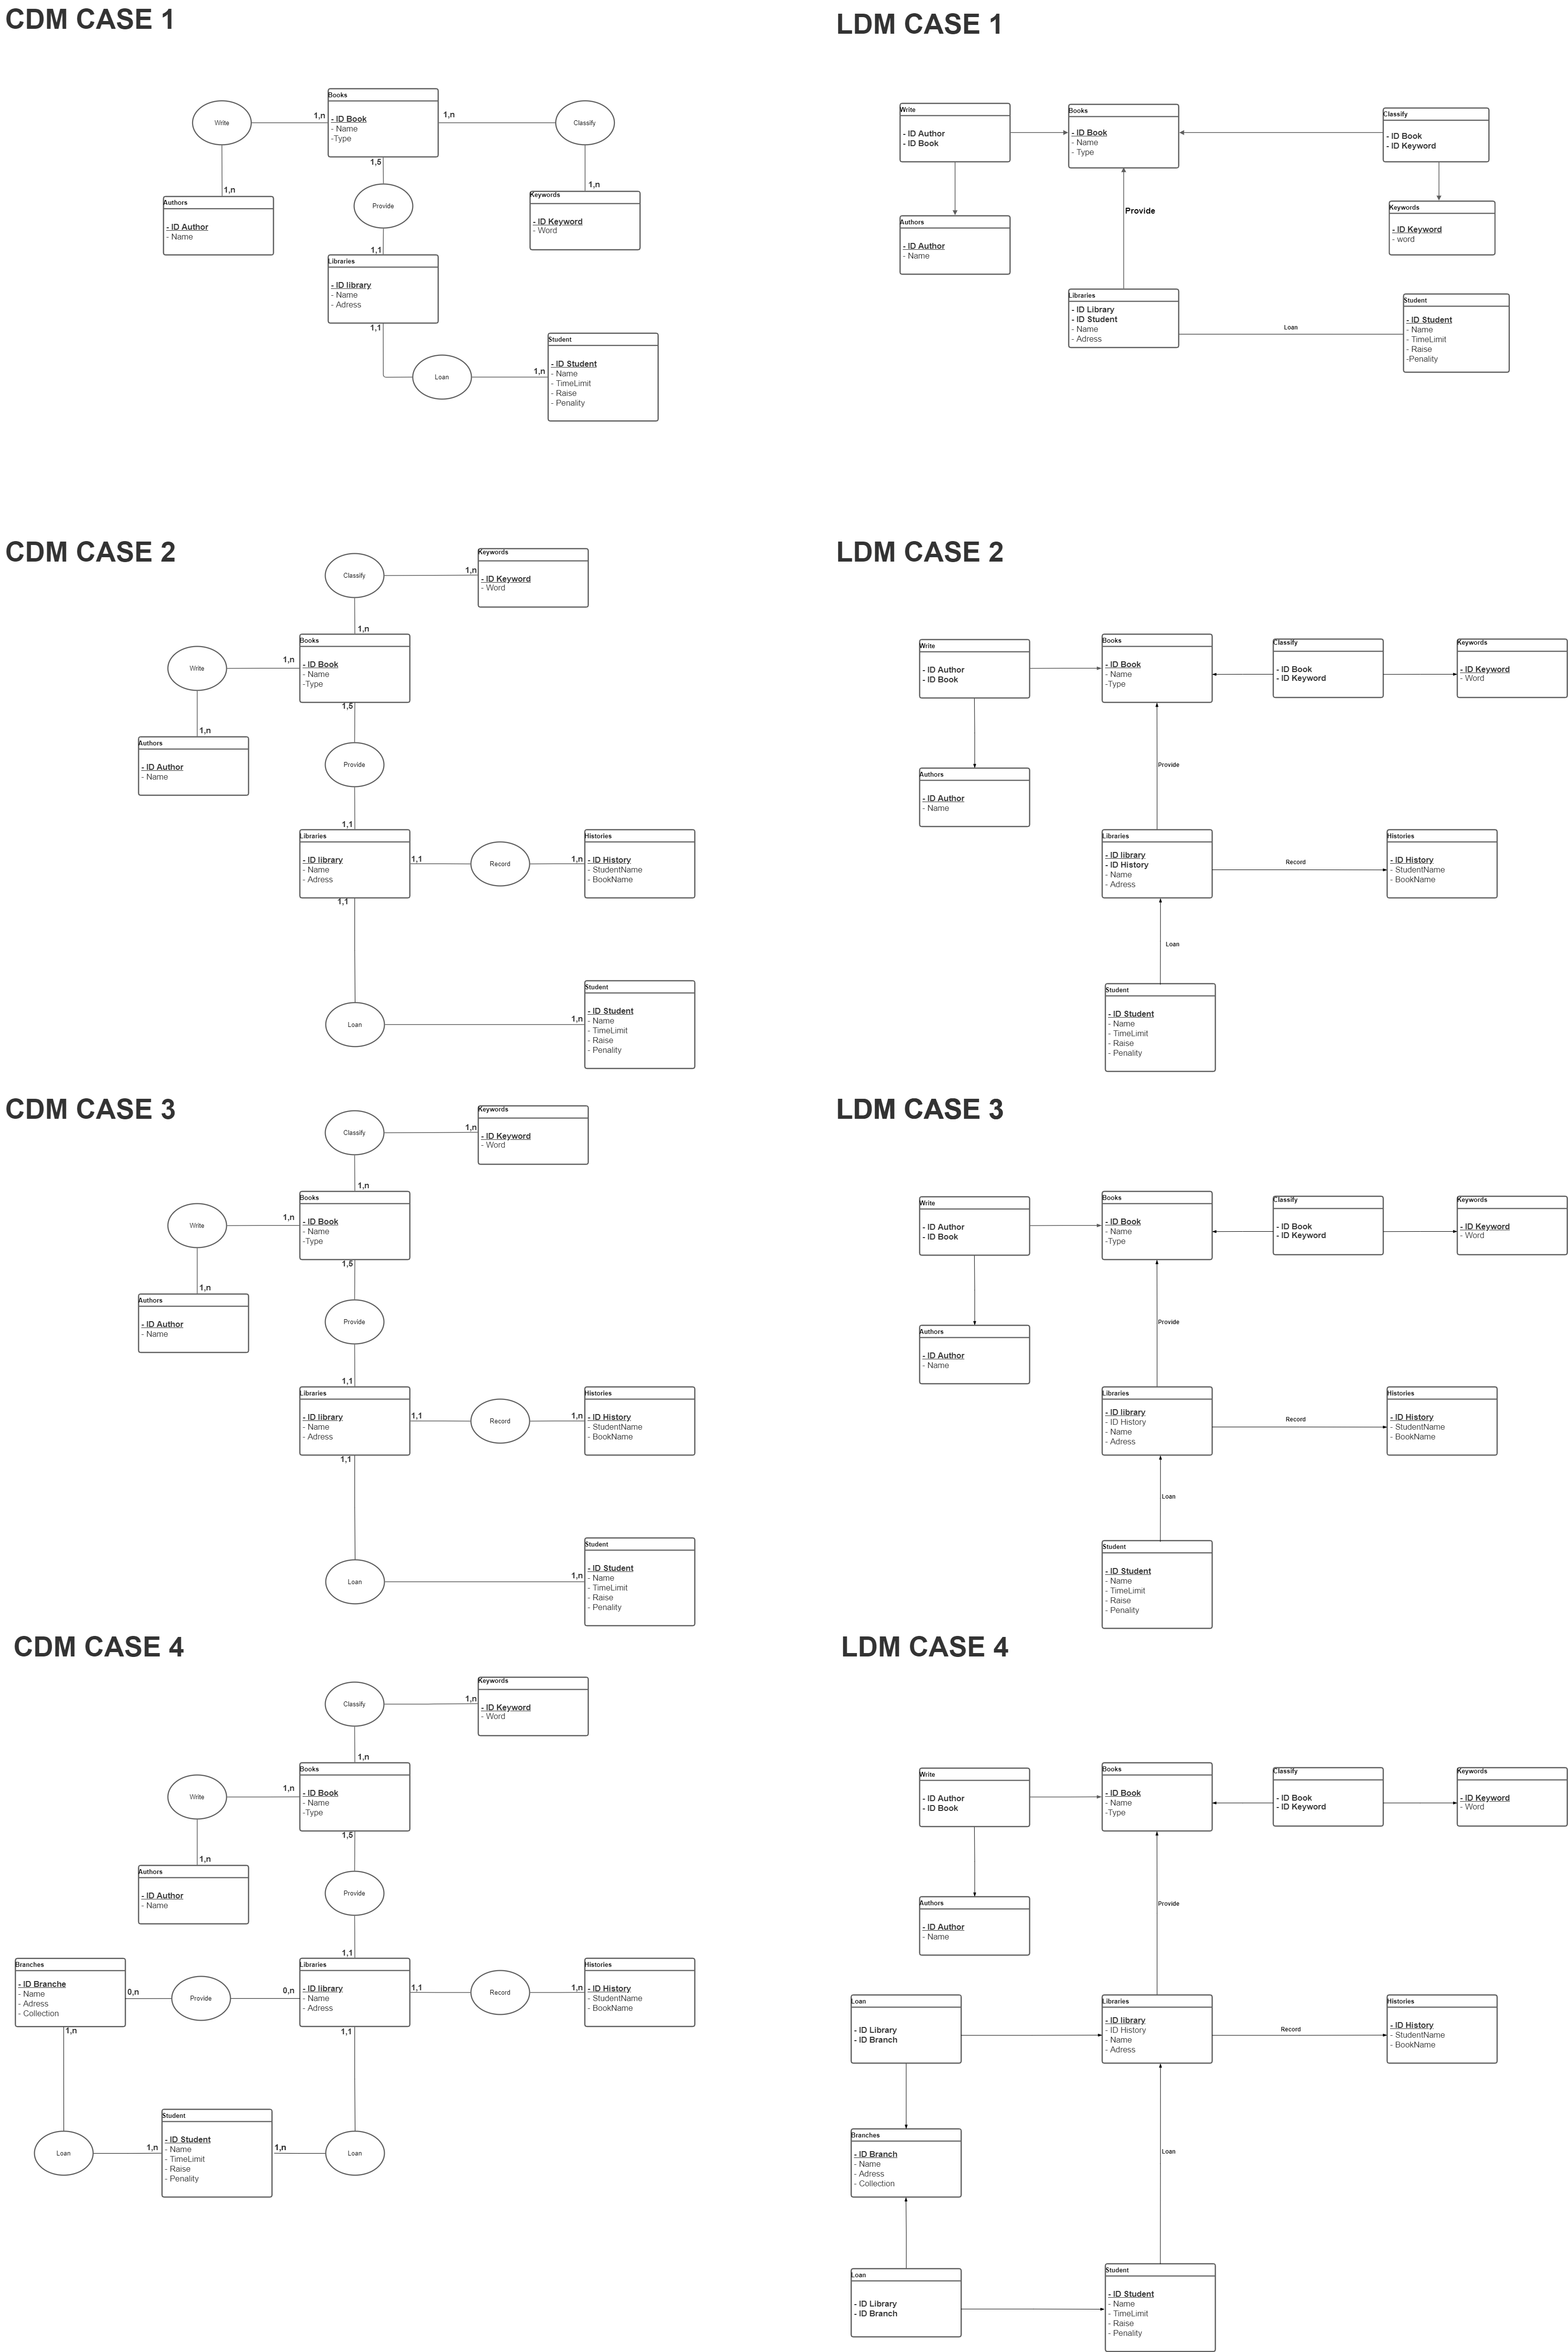 CDM CASE 1
Write
1,n
Books
- ID Book
- Name
-Type
1,n
Classify
1,5
1,n
Authors
- ID Author
- Name
Provide
1,n
Keywords
- ID Keyword
- Word
1,1
Libraries
- ID library
- Name
- Adress
1,1
Loan
1,n
Student
- ID Student
- Name
- TimeLimit
- Raise
- Penality
LDM CASE 1
Write
- ID Author
- ID Book
Books
- ID Book
- Name
- Type
Classify
- ID Book
- ID Keyword
Provide
Authors
- ID Author
- Name
Keywords
- ID Keyword
- word
Libraries
- ID Library
- ID Student
- Name
- Adress
Loan
Student
- ID Student
- Name
- TimeLimit
- Raise
-Penality
CDM CASE 2
Classify
1,n
Keywords
- ID Keyword
- Word
1,n
Write
1,n
Books
- ID Book
- Name
-Type
1,5
1,n
Authors
- ID Author
- Name
Provide
1,1
Libraries
- ID library
- Name
- Adress
1,1
Record
1,n
Histories
- ID History
- StudentName
- BookName
1,1
Loan
1,n
Student
- ID Student
- Name
- TimeLimit
- Raise
- Penality
LDM CASE 2
Write
- ID Author
- ID Book
Books
- ID Book
- Name
-Type
Classify
- ID Book
- ID Keyword
Keywords
- ID Keyword
- Word
Provide
Authors
- ID Author
- Name
Libraries
- ID library
- ID History
- Name
- Adress
Record
Histories
- ID History
- StudentName
- BookName
Loan
Student
- ID Student
- Name
- TimeLimit
- Raise
- Penality
CDM CASE 3
Classify
1,n
Keywords
- ID Keyword
- Word
1,n
Write
1,n
Books
- ID Book
- Name
-Type
1,5
1,n
Authors
- ID Author
- Name
Provide
1,1
Libraries
- ID library
- Name
- Adress
1,1
Record
1,n
Histories
- ID History
- StudentName
- BookName
1,1
Loan
1,n
Student
- ID Student
- Name
- TimeLimit
- Raise
- Penality
LDM CASE 3
Write
- ID Author
- ID Book
Books
- ID Book
- Name
-Type
Classify
- ID Book
- ID Keyword
Keywords
- ID Keyword
- Word
Provide
Authors
- ID Author
- Name
Libraries
- ID library
- ID History
- Name
- Adress
Record
Histories
- ID History
- StudentName
- BookName
Loan
Student
- ID Student
- Name
- TimeLimit
- Raise
- Penality
CDM CASE 4
Classify
1,n
Keywords
- ID Keyword
- Word
1,n
Write
1,n
Books
- ID Book
- Name
-Type
1,5
1,n
Authors
- ID Author
- Name
Provide
1,1
Branches
- ID Branche
- Name
- Adress
- Collection
0,n
Provide
0,n
Libraries
- ID library
- Name
- Adress
1,1
Record
1,n
Histories
- ID History
- StudentName
- BookName
1,n
1,1
Loan
1,n
Student
- ID Student
- Name
- TimeLimit
- Raise
- Penality
1,n
Loan
LDM CASE 4
Write
- ID Author
- ID Book
Books
- ID Book
- Name
-Type
Classify
- ID Book
- ID Keyword
Keywords
- ID Keyword
- Word
Provide
Authors
- ID Author
- Name
Loan
- ID Library
- ID Branch
Libraries
- ID library
- ID History
- Name
- Adress
Record
Histories
- ID History
- StudentName
- BookName
Branches
- ID Branch
- Name
- Adress
- Collection
Loan
Loan
- ID Library
- ID Branch
Student
- ID Student
- Name
- TimeLimit
- Raise
- Penality